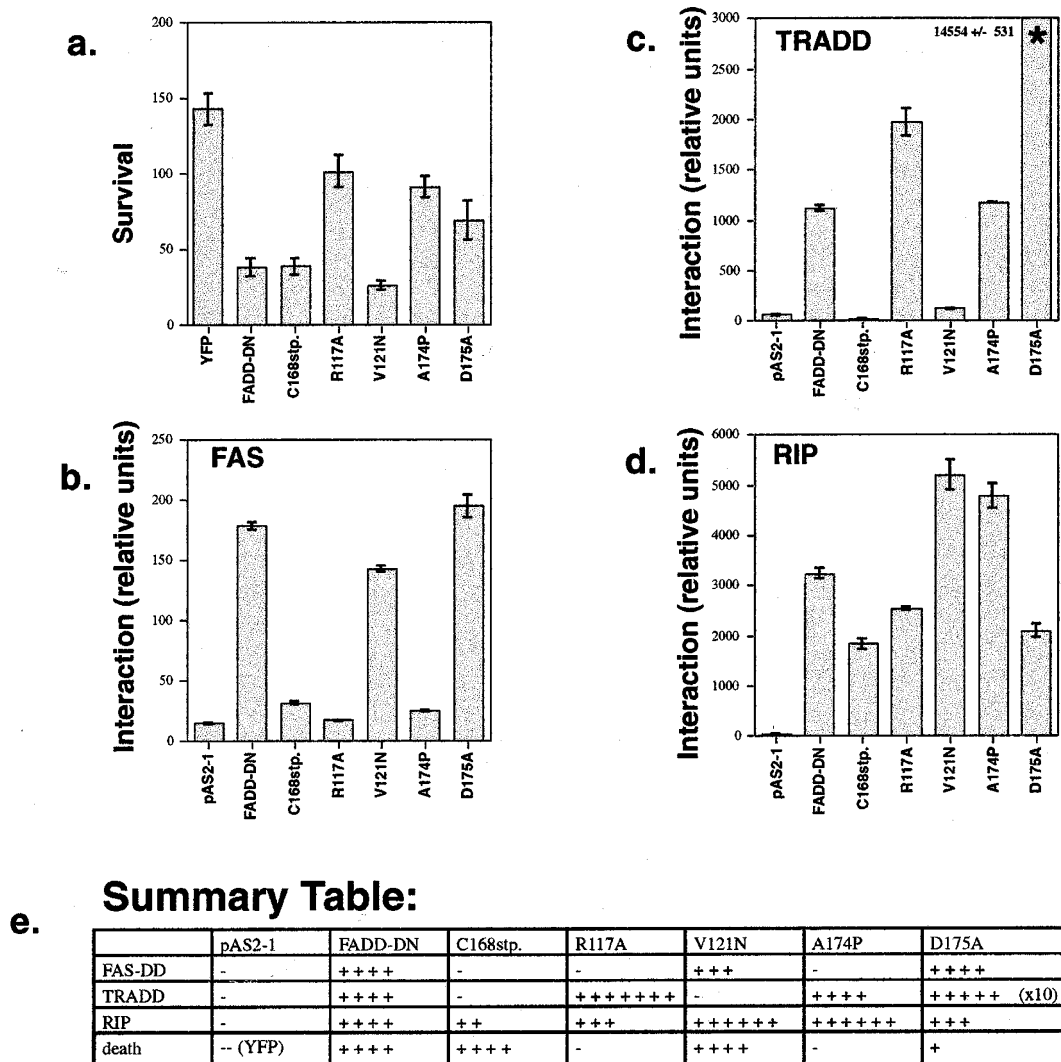 a.
Survival
200
150
100
50
0
YFP
FADD-DN
C168stp.
R117A
V121N
A174P
D175A
c.
TRADD
14554 +/- 531
*
Interaction (relative units)
3000
2500
2000
1500
1000
500
0
pAS2-1
FADD-DN
C168stp.
R117A
V121N
A174P
D175A
b.
FAS
Interaction (relative units)
250
200
150
100
50
0
pAS2-1
FADD-DN
C168stp.
R117A
V121N
A174P
D175A
d.
RIP
Interaction (relative units)
6000
5000
4000
3000
2000
1000
0
pAS2-1
FADD-DN
C168stp.
R117A
V121N
A174P
D175A
e.
Summary Table:
pAS2-1 FADD-DN C168stp. R117A V121N A174P D175A
FAS-DD - ++++ - - +++ - ++++
TRADD - ++++ - +++++++ - ++++ +++++ (x10)
RIP - ++++ ++ +++ ++++++ ++++++ +++
death -- (YFP) ++++ ++++ - ++++ - +